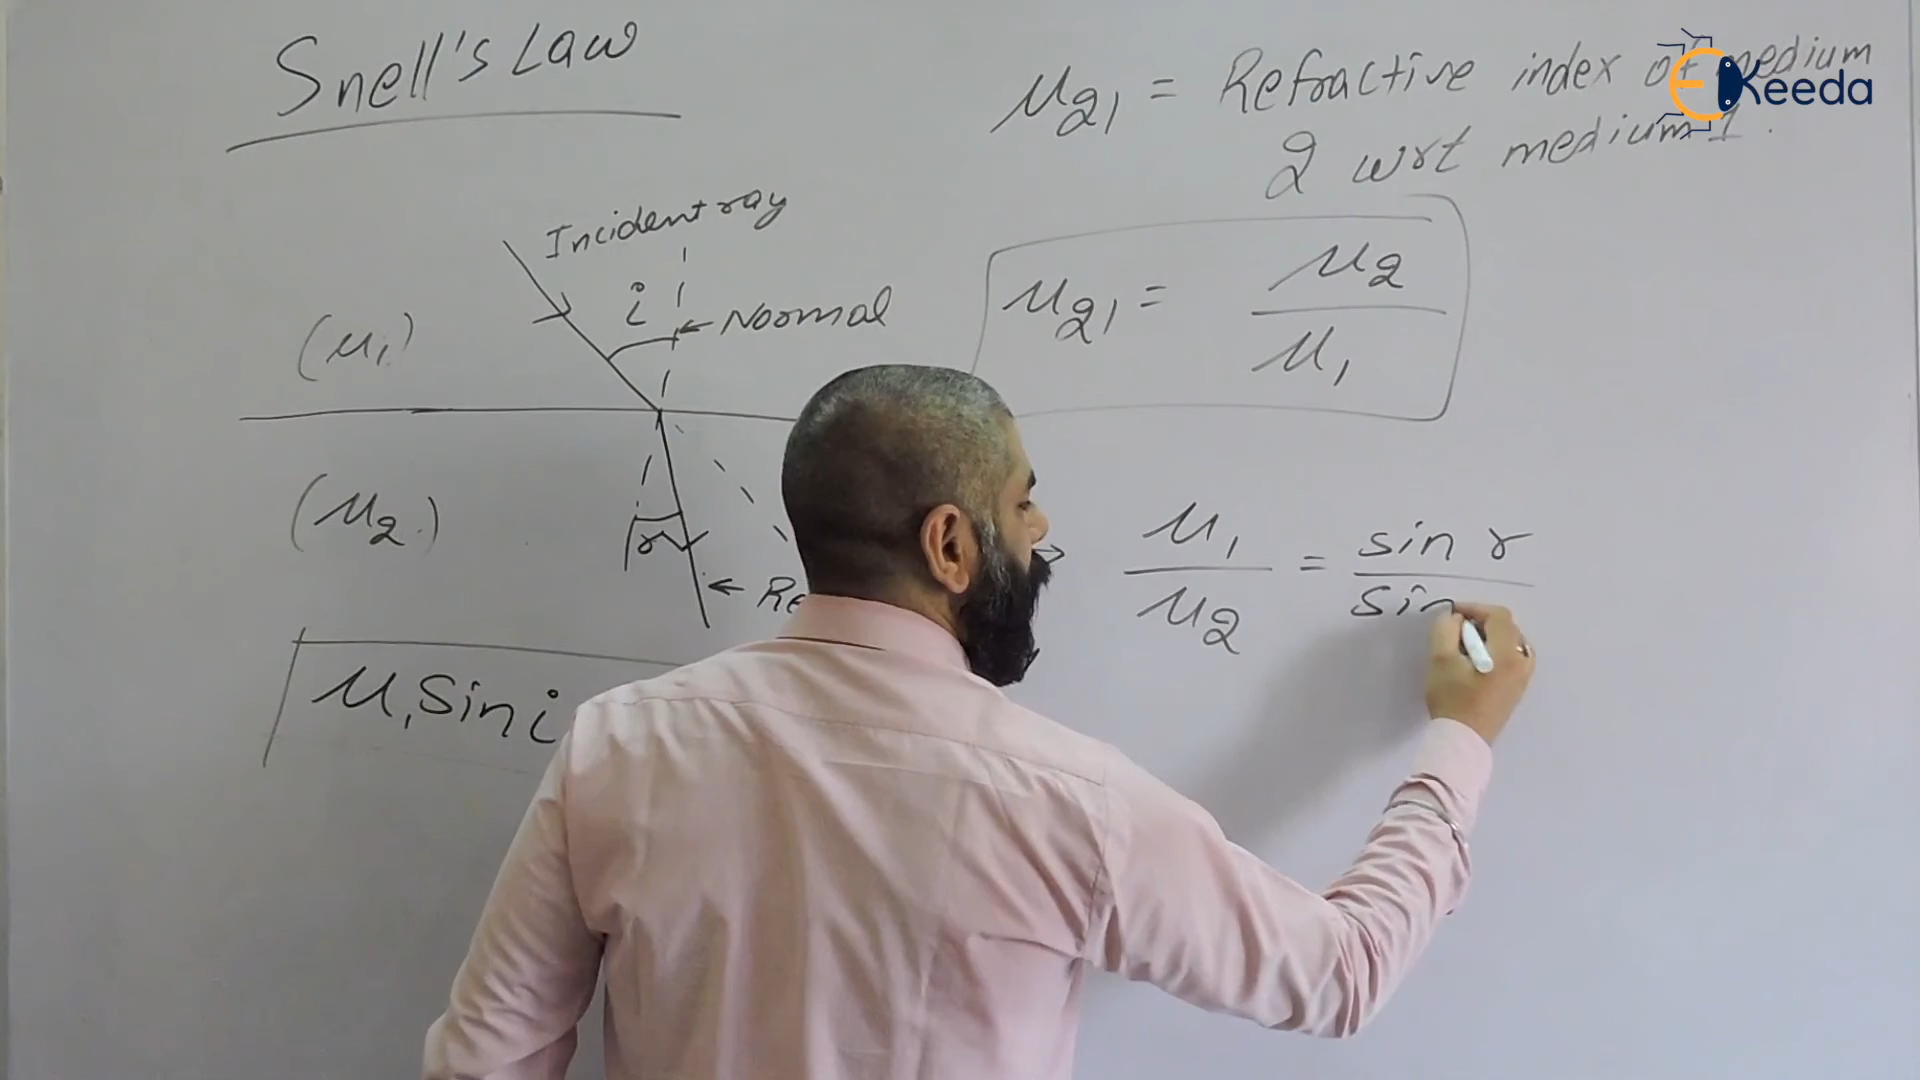 Snell's Law
μ21 = Refractive index of medium
2 wrt medium 1.
EKeeda
Incident ray
i
Normal
(μ1)
μ21 = μ2/μ1
(μ2)
r
μ1/μ2 = sin r/sin
μ1 Sin i